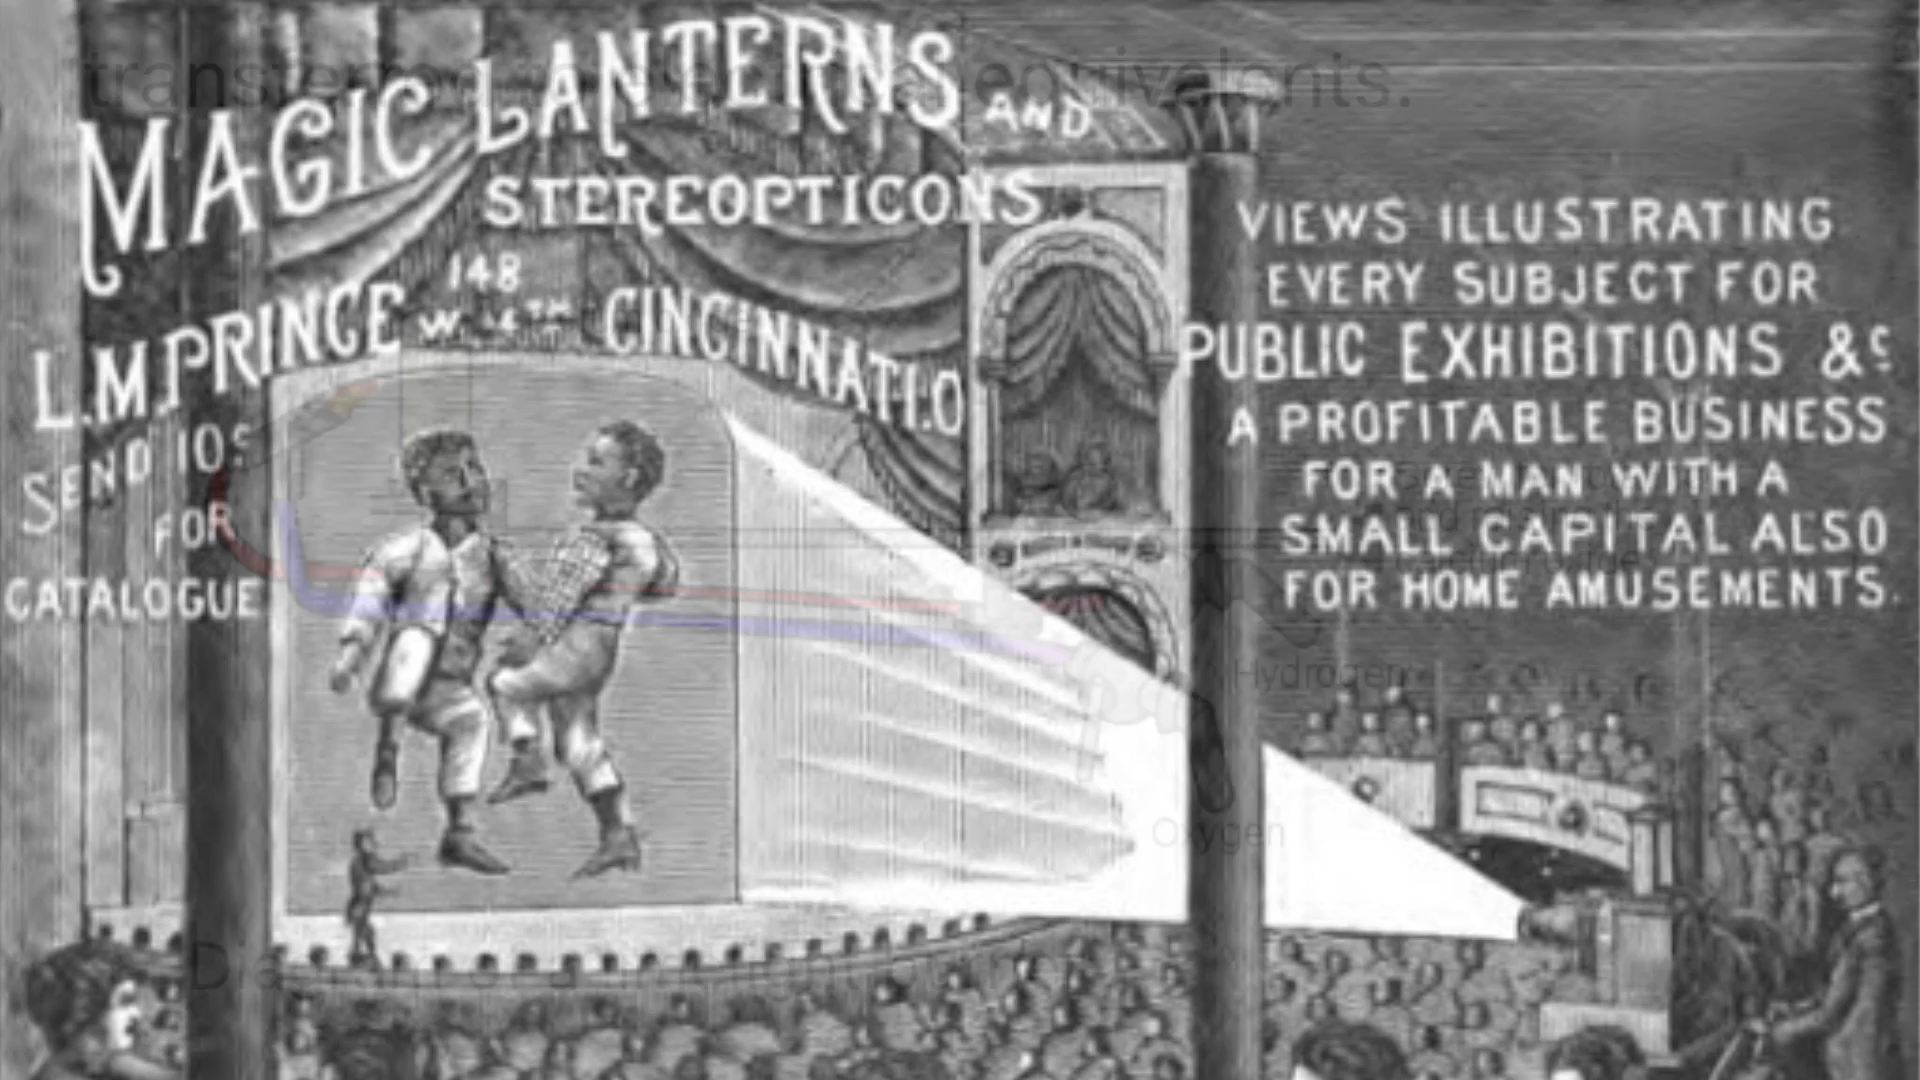 equivalents.
MAGIC LANTERNS AND
STEREOPTICONS
148
L.M.PRINCE W. 4TH CINCINNATI.O
SEND 10¢
FOR
CATALOGUE
VIEWS ILLUSTRATING
EVERY SUBJECT FOR
PUBLIC EXHIBITIONS &c
A PROFITABLE BUSINESS
FOR A MAN WITH A
SMALL CAPITAL ALSO
FOR HOME AMUSEMENTS.
Hydrogen
Oxygen